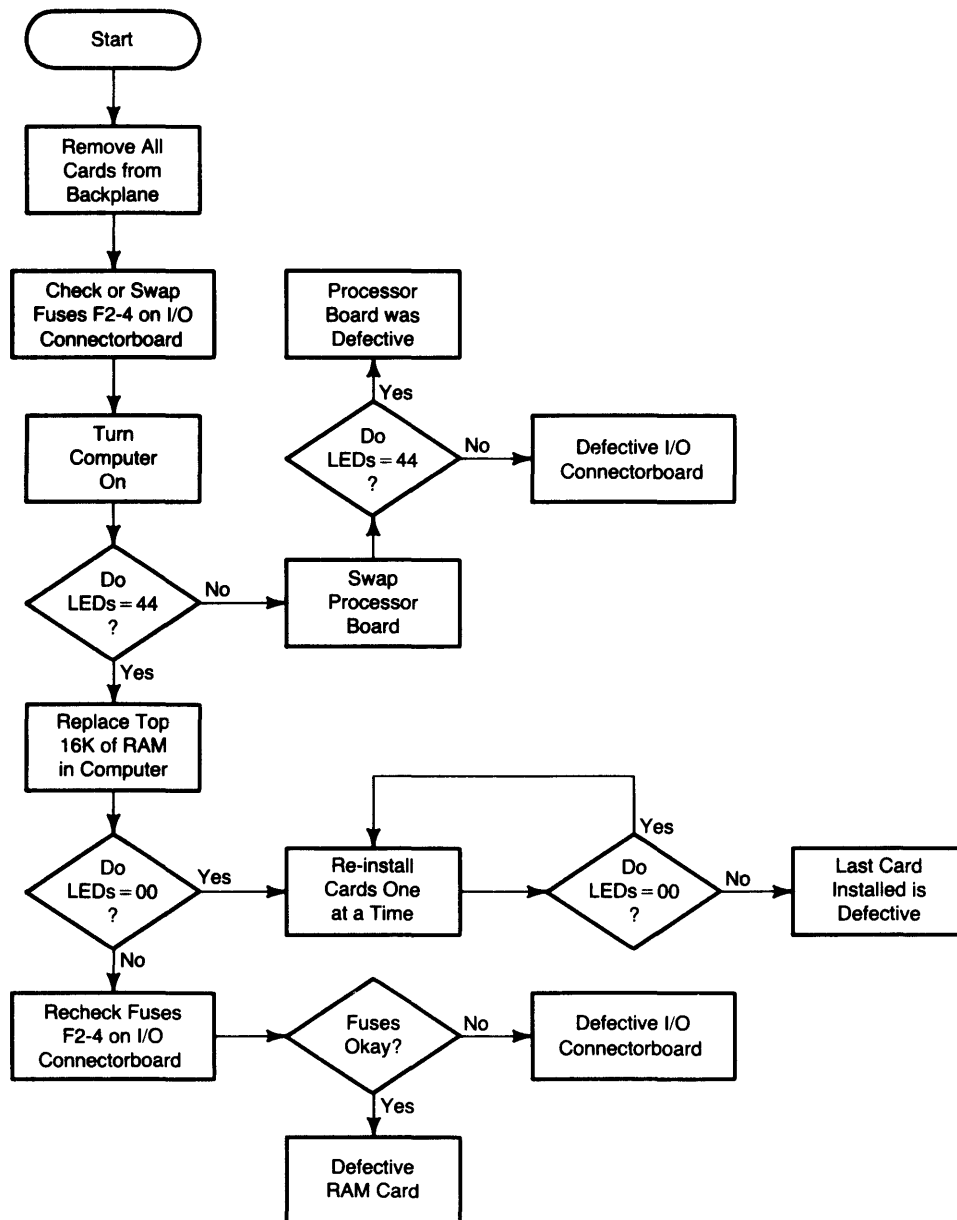 Start
Remove All
Cards from
Backplane
Check or Swap
Fuses F2-4 on I/O
Connectorboard
Turn
Computer
On
Do
LEDs = 44
?
No
Yes
Swap
Processor
Board
Do
LEDs = 44
?
Yes
No
Processor
Board was
Defective
Defective I/O
Connectorboard
Replace Top
16K of RAM
in Computer
Do
LEDs = 00
?
Yes
No
Re-install
Cards One
at a Time
Do
LEDs = 00
?
Yes
No
Last Card
Installed is
Defective
Recheck Fuses
F2-4 on I/O
Connectorboard
Fuses
Okay?
No
Yes
Defective I/O
Connectorboard
Defective
RAM Card